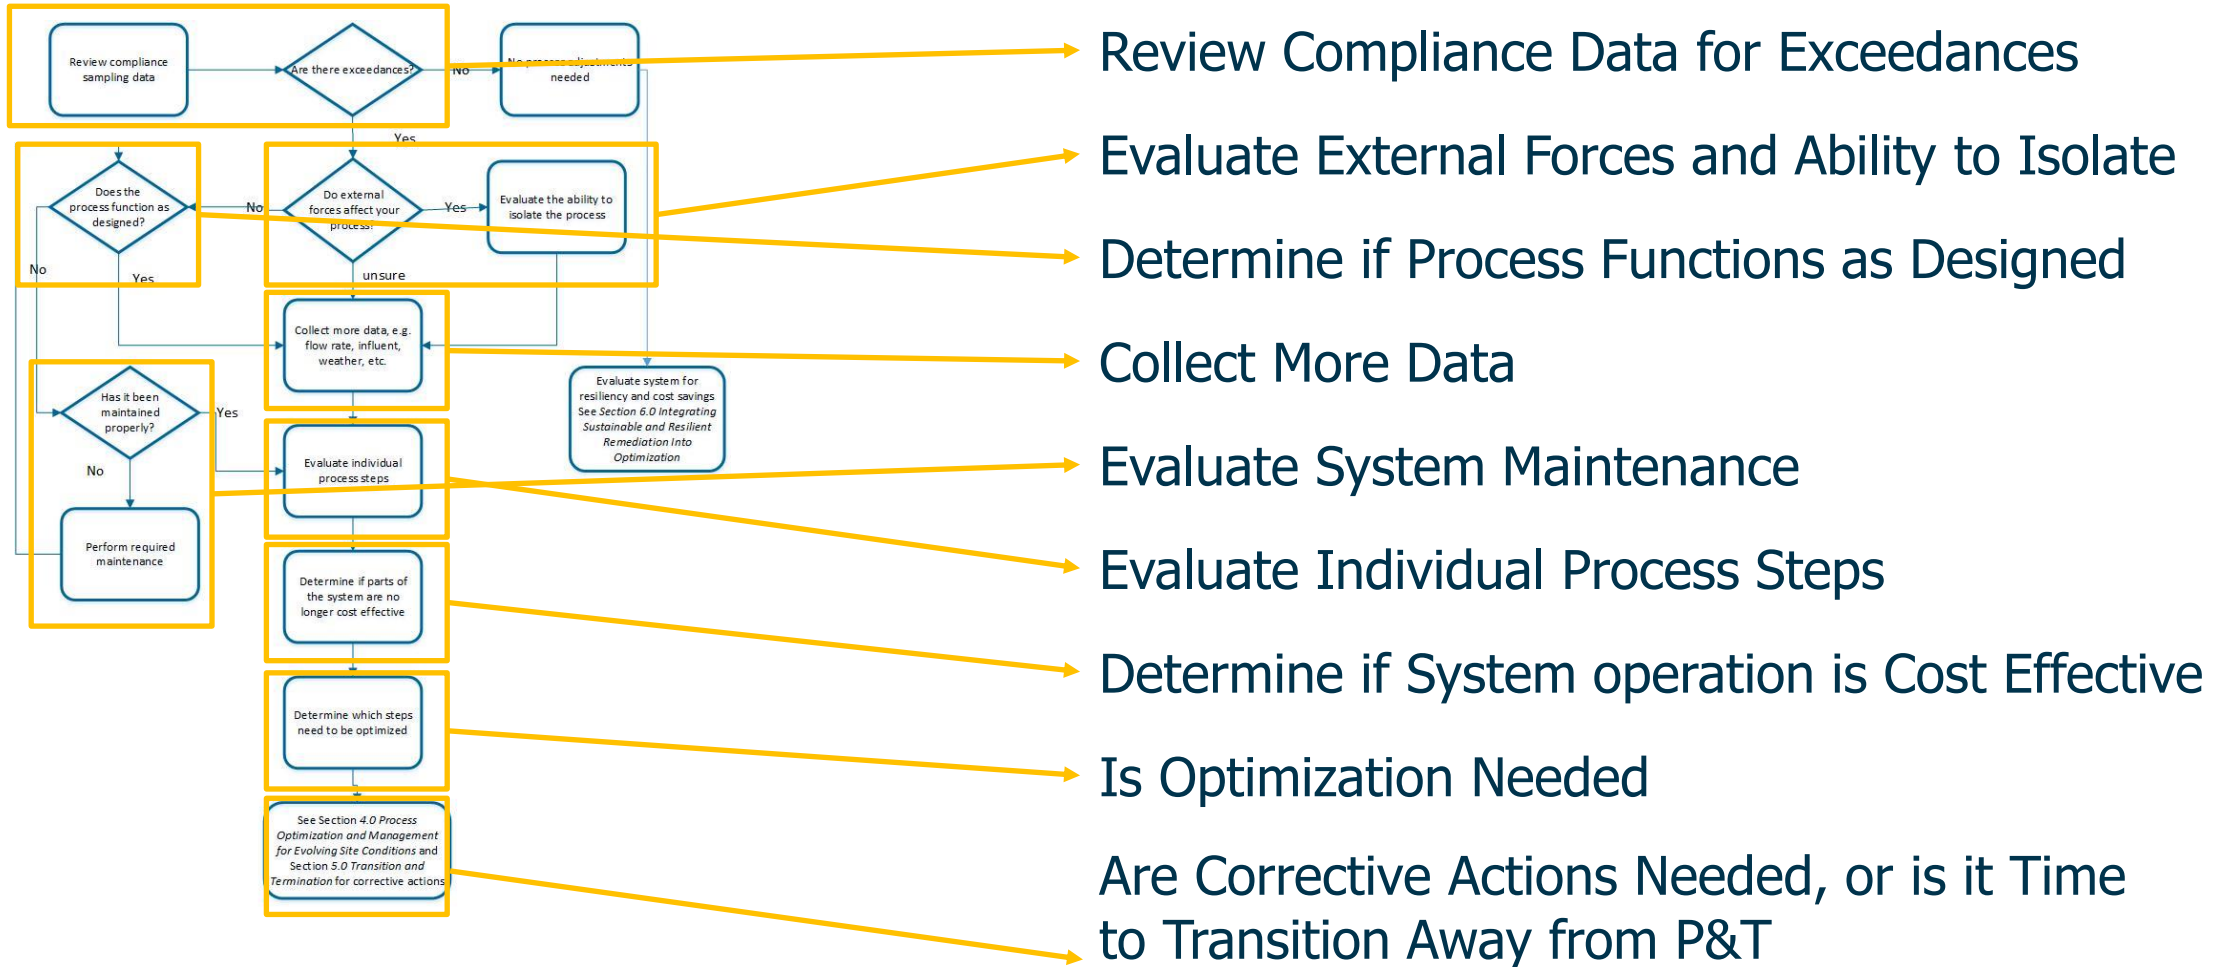 Review compliance
sampling data
Are there exceedances?
No
No process adjustments
needed
Yes
Does the
process function as
designed?
No
Do external
forces affect your
process?
Yes
Evaluate the ability to
isolate the process
No
Yes
unsure
Collect more data, e.g.
flow rate, influent,
weather, etc.
Has it been
maintained
properly?
Yes
No
Evaluate system for
resiliency and cost savings
See Section 6.0 Integrating
Sustainable and Resilient
Remediation Into
Optimization
Evaluate individual
process steps
Perform required
maintenance
Determine if parts of
the system are no
longer cost effective
Determine which steps
need to be optimized
See Section 4.0 Process
Optimization and Management
for Evolving Site Conditions and
Section 5.0 Transition and
Termination for corrective actions
Review Compliance Data for Exceedances
Evaluate External Forces and Ability to Isolate
Determine if Process Functions as Designed
Collect More Data
Evaluate System Maintenance
Evaluate Individual Process Steps
Determine if System operation is Cost Effective
Is Optimization Needed
Are Corrective Actions Needed, or is it Time
to Transition Away from P&T